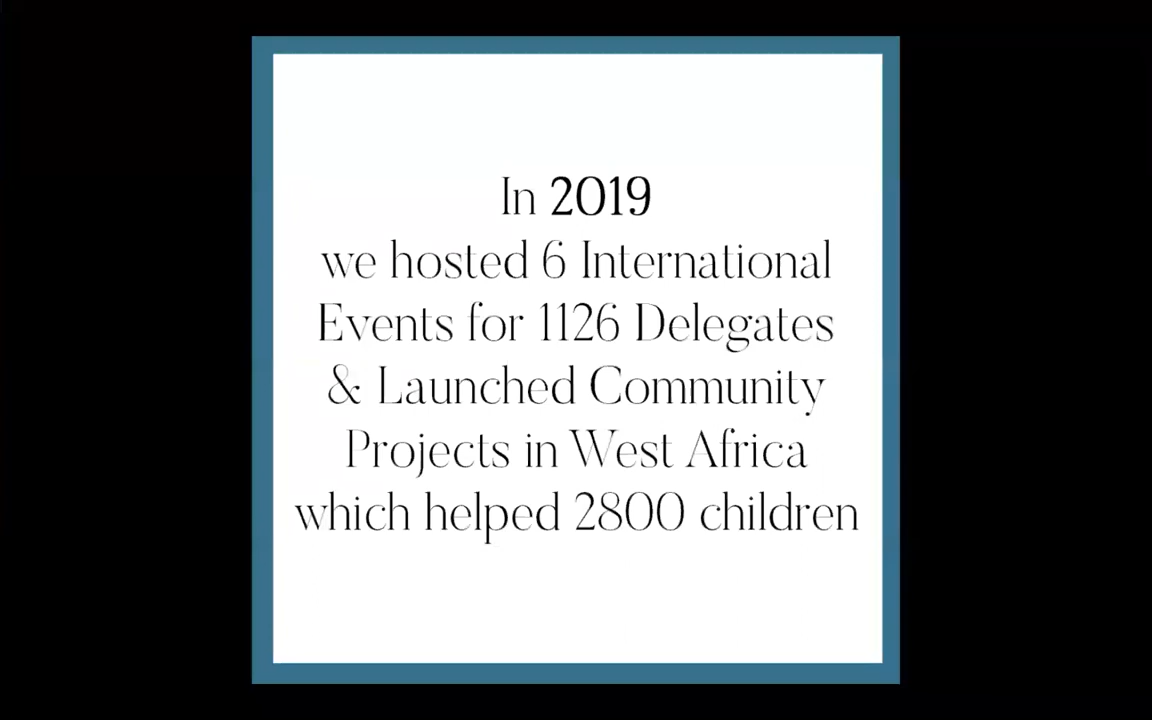 In 2019
we hosted 6 International
Events for 1126 Delegates
& Launched Community
Projects in West Africa
which helped 2800 children